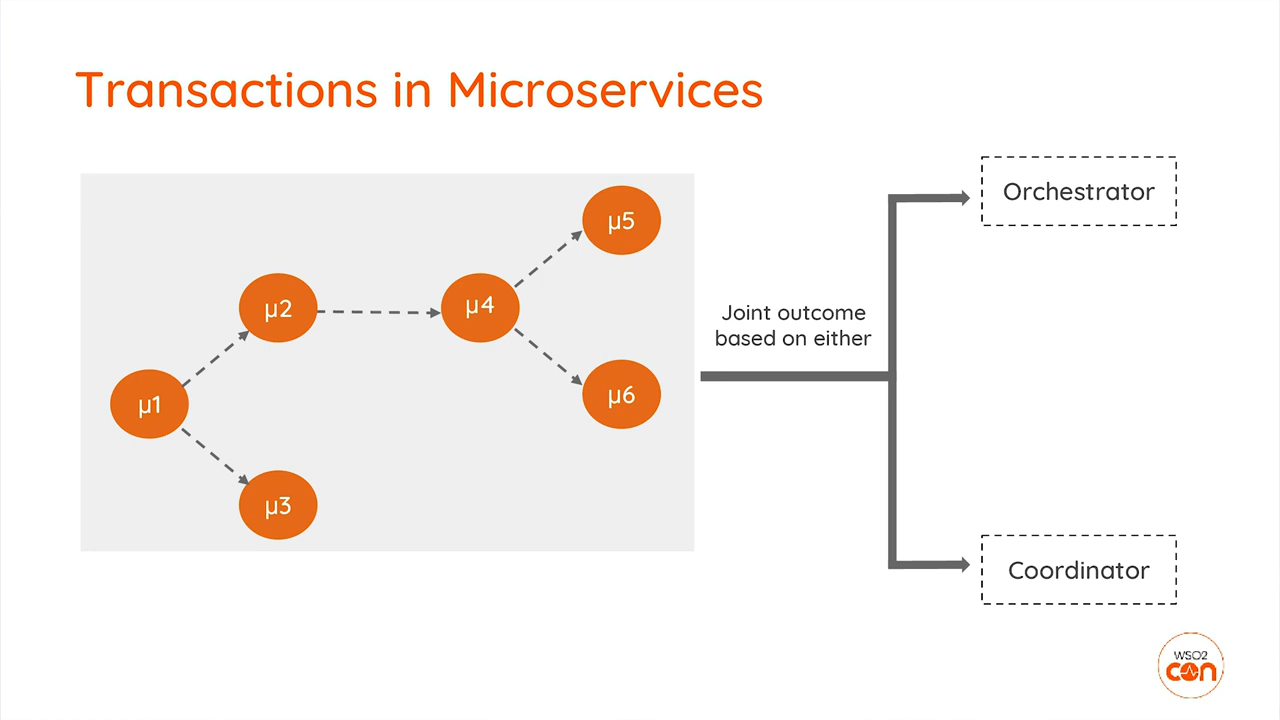 Transactions in Microservices
µ5
Orchestrator
µ2
µ4
Joint outcome
based on either
µ1
µ6
µ3
Coordinator
WSO2
con